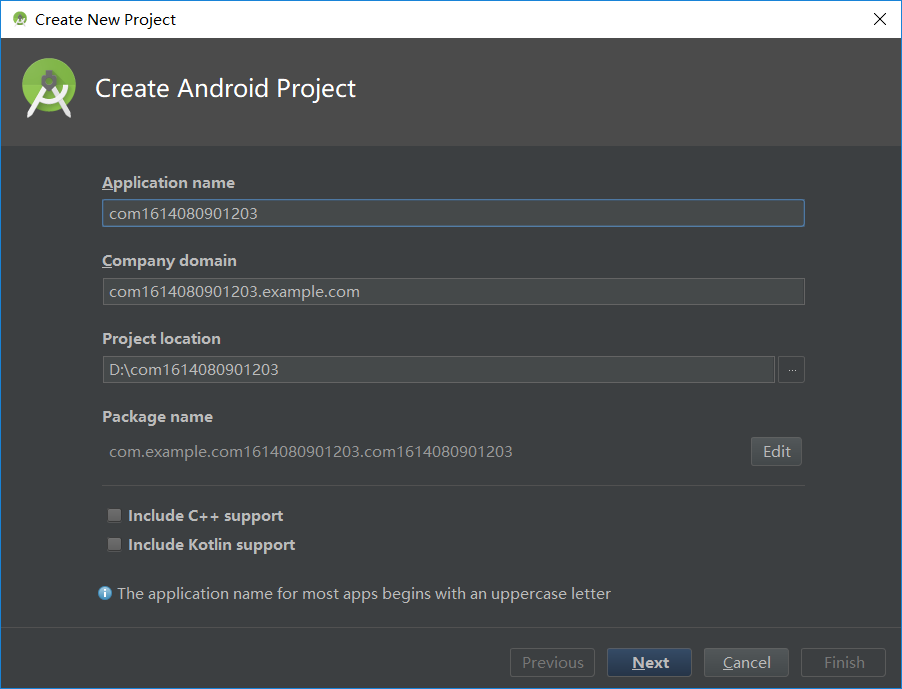 Create New Project
Create Android Project
Application name
com1614080901203
Company domain
com1614080901203.example.com
Project location
D:\com1614080901203
...
Package name
com.example.com1614080901203.com1614080901203
Edit
Include C++ support
Include Kotlin support
The application name for most apps begins with an uppercase letter
Previous Next Cancel Finish